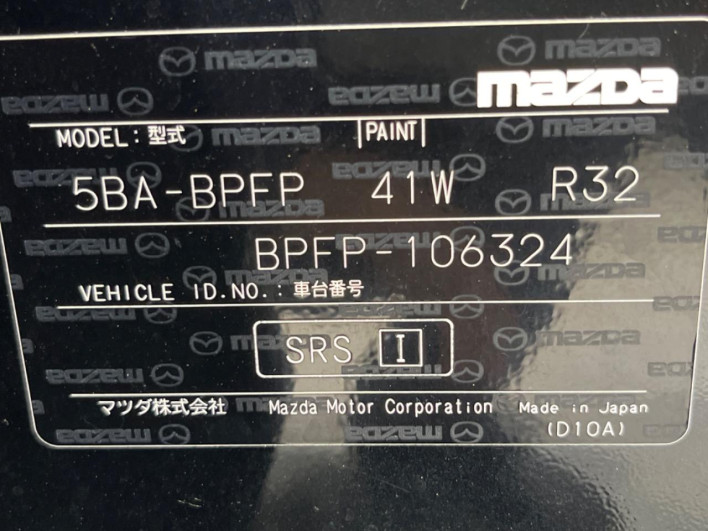 mazda
MODEL：型式 PAINT
5BA-BPFP 41W R32
BPFP-106324
VEHICLE ID.NO.：車台番号
SRS I
マツダ株式会社 Mazda Motor Corporation Made in Japan
(D10A)